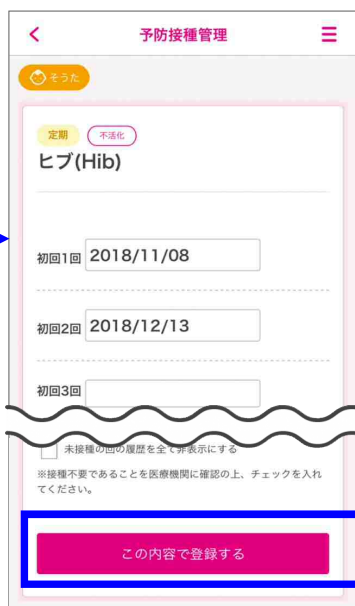 予防接種管理
そうた
定期 不活化
ヒブ(Hib)
初回1回 2018/11/08
初回2回 2018/12/13
初回3回
未接種の回の履歴を全て非表示にする
※接種不要であることを医療機関に確認の上、チェックを入れ
てください。
この内容で登録する